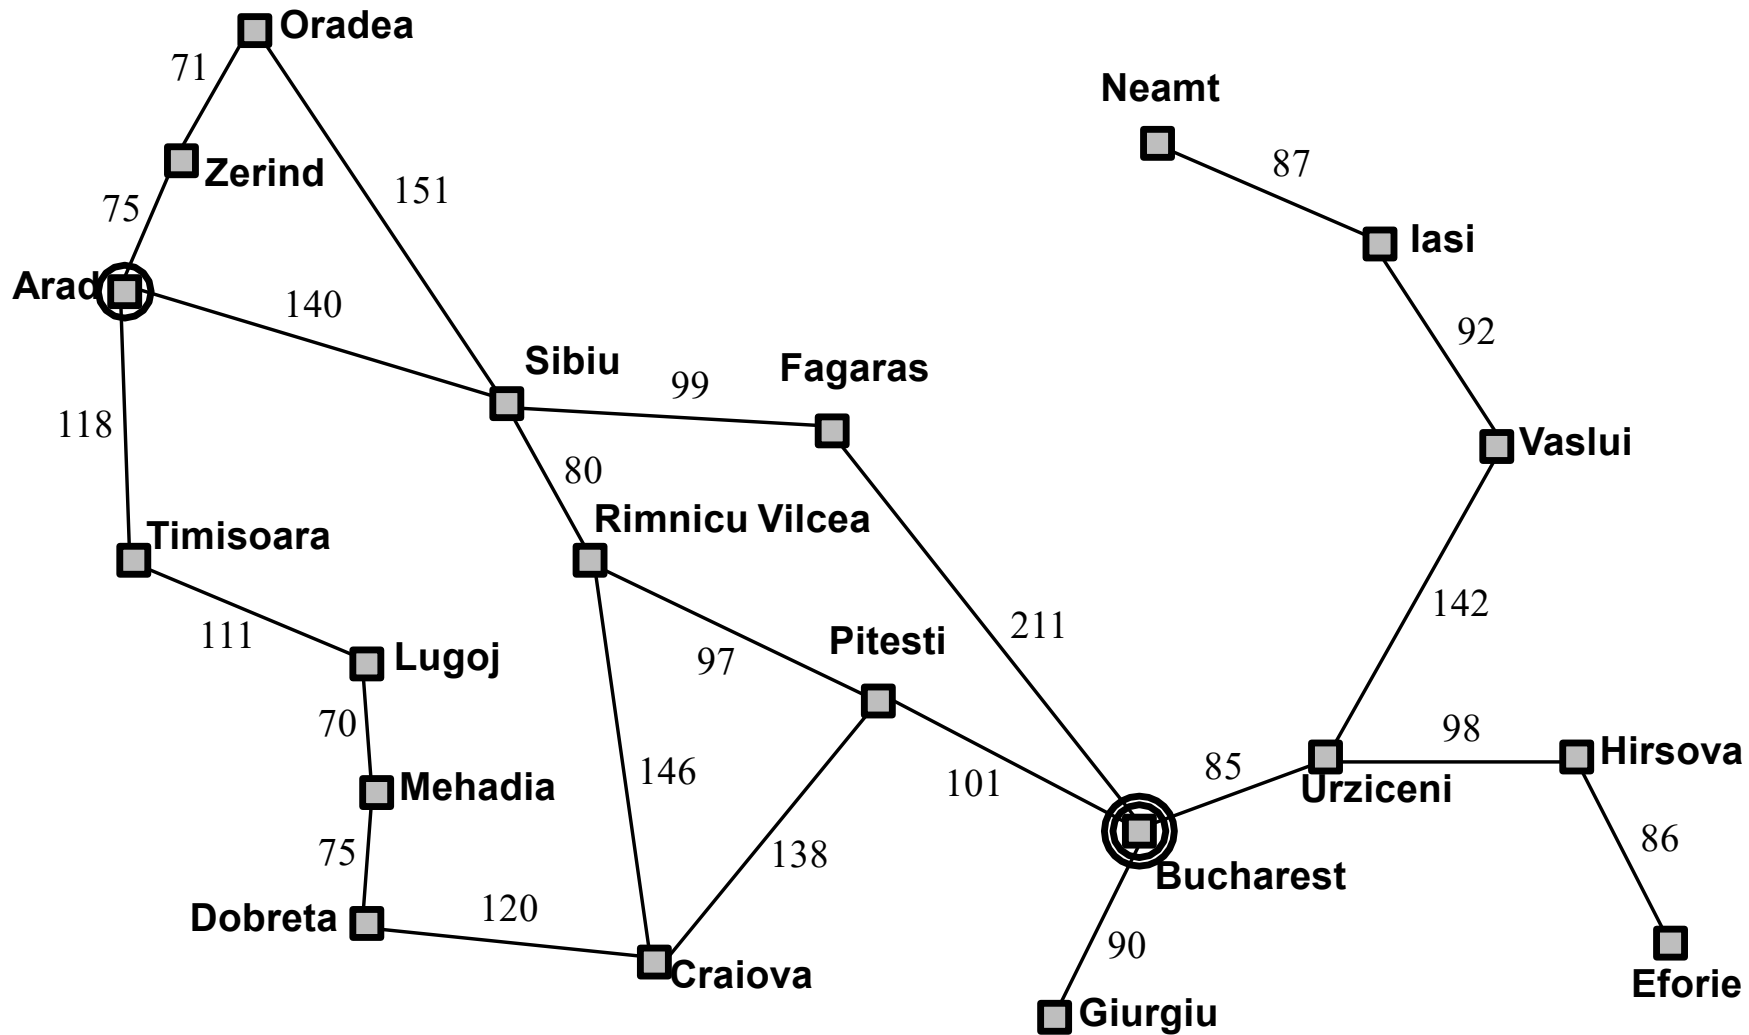 Oradea
71
Neamt
87
Zerind
151
75
Iasi
Arad
140
92
Sibiu
Fagaras
99
118
Vaslui
80
Rimnicu Vilcea
Timisoara
142
211
111
Pitesti
Lugoj
97
70
98
Hirsova
146
85
101
Mehadia
Urziceni
75
138
86
Bucharest
Dobreta
120
90
Craiova
Eforie
Giurgiu